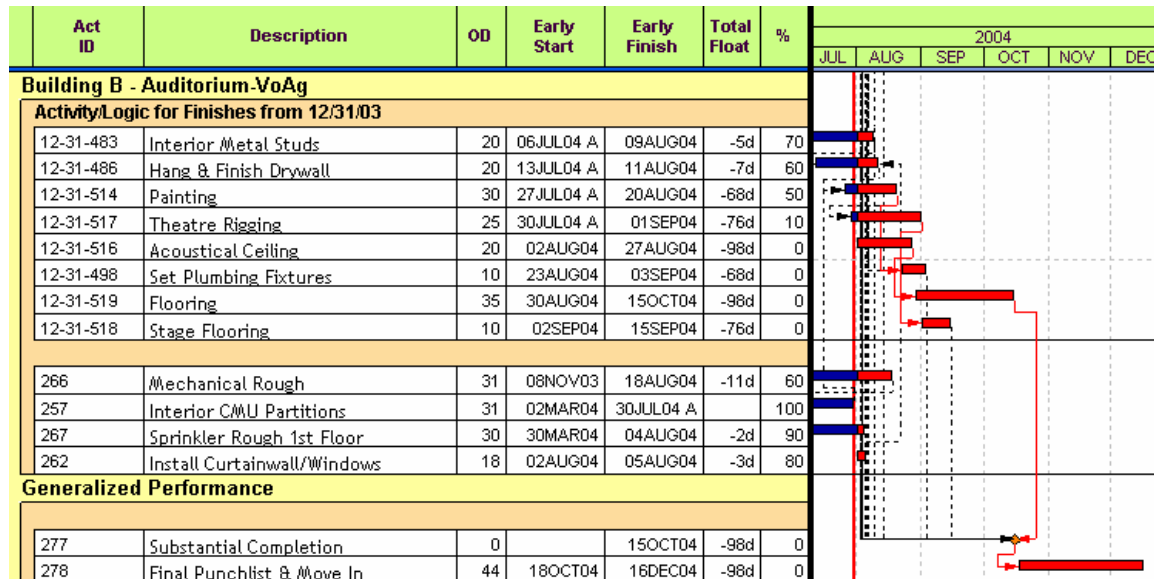 Act ID Description OD Early Start Early Finish Total Float % 2004
JUL AUG SEP OCT NOV DEC
Building B - Auditorium-VoAg
Activity/Logic for Finishes from 12/31/03
12-31-483 Interior Metal Studs 20 06JUL04 A 09AUG04 -5d 70
12-31-486 Hang & Finish Drywall 20 13JUL04 A 11AUG04 -7d 60
12-31-514 Painting 30 27JUL04 A 20AUG04 -68d 50
12-31-517 Theatre Rigging 25 30JUL04 A 01SEP04 -76d 10
12-31-516 Acoustical Ceiling 20 02AUG04 27AUG04 -98d 0
12-31-498 Set Plumbing Fixtures 10 23AUG04 03SEP04 -68d 0
12-31-519 Flooring 35 30AUG04 15OCT04 -98d 0
12-31-518 Stage Flooring 10 02SEP04 15SEP04 -76d 0
266 Mechanical Rough 31 08NOV03 18AUG04 -11d 60
257 Interior CMU Partitions 31 02MAR04 30JUL04 A 100
267 Sprinkler Rough 1st Floor 30 30MAR04 04AUG04 -2d 90
262 Install Curtainwall/Windows 18 02AUG04 05AUG04 -3d 80
Generalized Performance
277 Substantial Completion 0 15OCT04 -98d 0
278 Final Punchlist & Move In 44 18OCT04 16DEC04 -98d 0